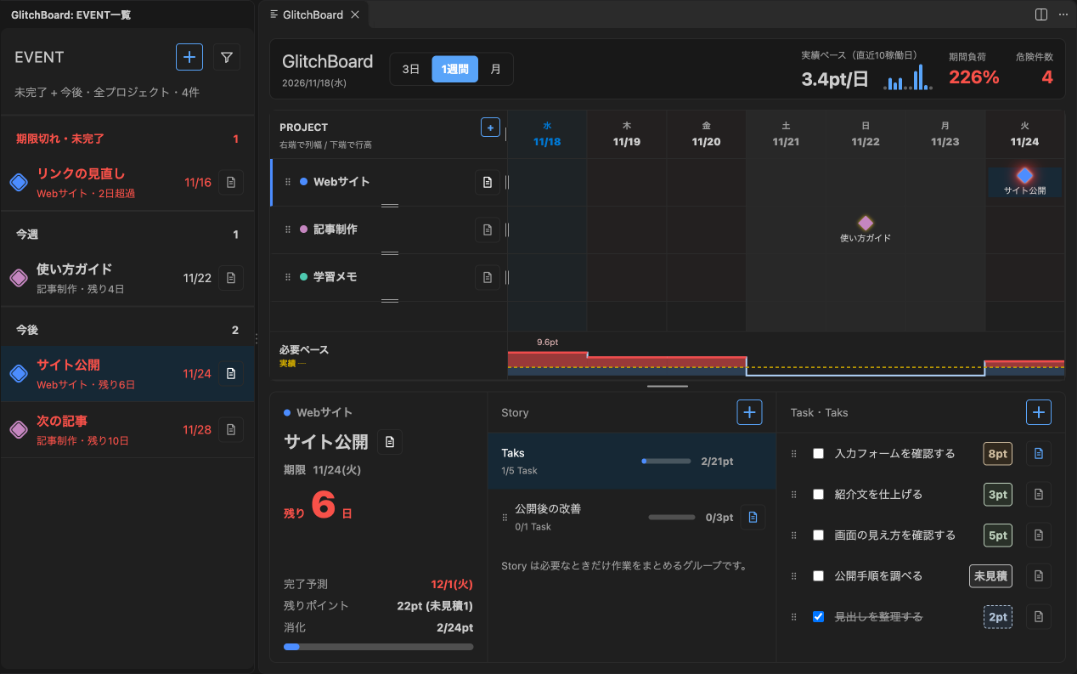 GlitchBoard: EVENT一覧
EVENT
未完了 + 今後・全プロジェクト・4件
期限切れ・未完了 1
リンクの見直し
Webサイト・2日超過
11/16
今週 1
使い方ガイド
記事制作・残り4日
11/22
今後 2
サイト公開
Webサイト・残り6日
11/24
次の記事
記事制作・残り10日
11/28
GlitchBoard
GlitchBoard
2026/11/18(水)
3日 1週間 月
実績ペース（直近10稼働日）
3.4pt/日
期間負荷
226%
危険件数
4
PROJECT
右端で列幅 / 下端で行高
水 木 金 土 日 月 火
11/18 11/19 11/20 11/21 11/22 11/23 11/24
Webサイト
サイト公開
記事制作
使い方ガイド
学習メモ
必要ペース
実績
9.6pt
Webサイト
サイト公開
期限 11/24(火)
残り 6 日
完了予測 12/1(火)
残りポイント 22pt (未見積1)
消化 2/24pt
Story
Taks
1/5 Task
2/21pt
公開後の改善
0/1 Task
0/3pt
Story は必要なときだけ作業をまとめるグループです。
Task・Taks
入力フォームを確認する 8pt
紹介文を仕上げる 3pt
画面の見え方を確認する 5pt
公開手順を調べる 未見積
見出しを整理する 2pt